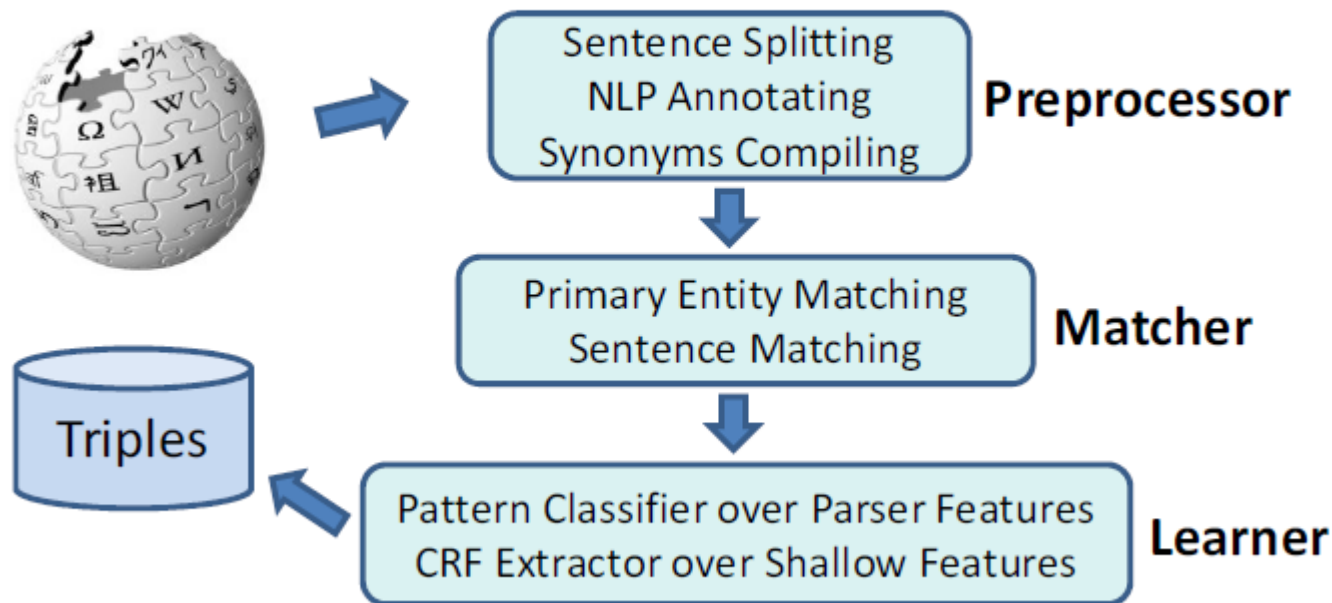 Sentence Splitting
NLP Annotating
Synonyms Compiling
Preprocessor
Primary Entity Matching
Sentence Matching
Matcher
Triples
Pattern Classifier over Parser Features
CRF Extractor over Shallow Features
Learner
Ω
W
И
祖